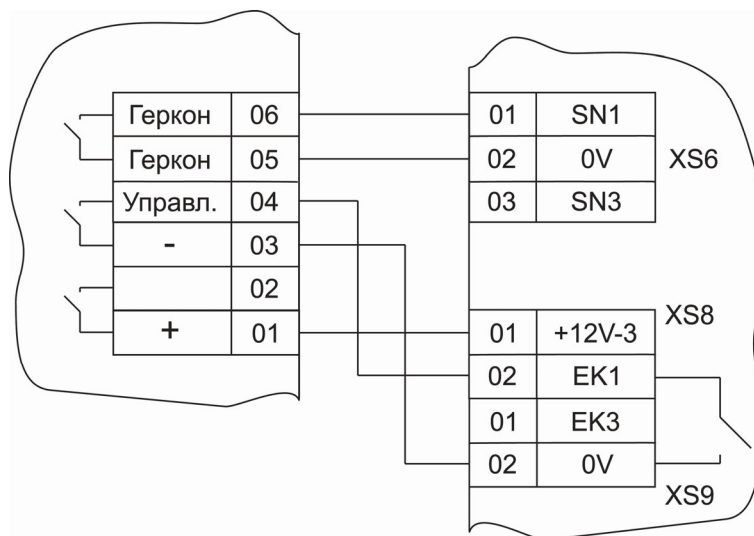 Геркон 06
Геркон 05
Управл. 04
- 03
02
+ 01
01 SN1
02 0V
03 SN3
XS6
XS8
01 +12V-3
02 EK1
01 EK3
02 0V
XS9